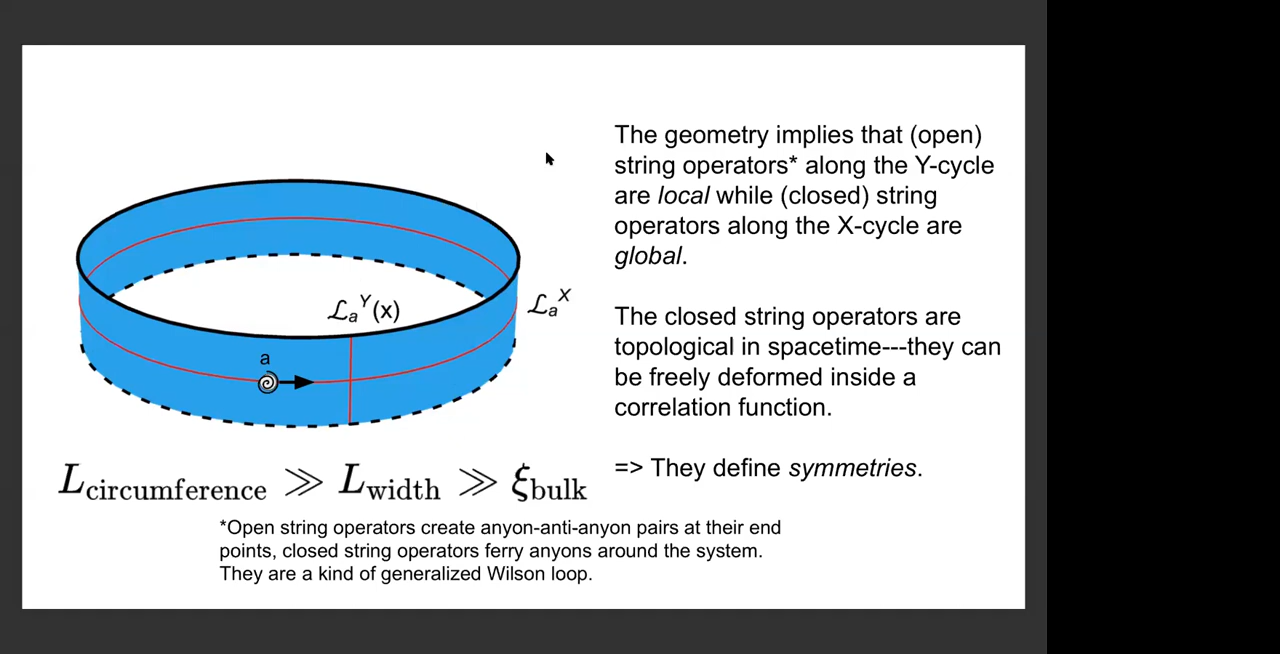 The geometry implies that (open)
string operators* along the Y-cycle
are local while (closed) string
operators along the X-cycle are
global.
The closed string operators are
topological in spacetime---they can
be freely deformed inside a
correlation function.
=> They define symmetries.
ℒₐʸ(x)
ℒₐˣ
a
L_circumference ≫ L_width ≫ ξ_bulk
*Open string operators create anyon-anti-anyon pairs at their end
points, closed string operators ferry anyons around the system.
They are a kind of generalized Wilson loop.